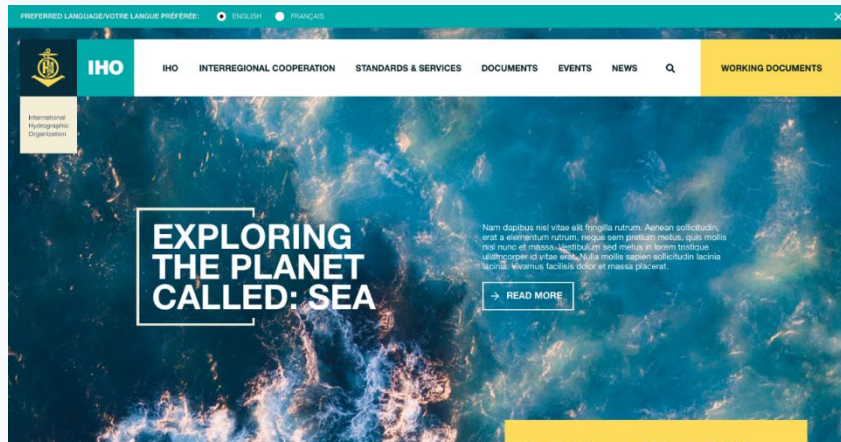 PREFERRED LANGUAGE/VOTRE LANGUE PRÉFÉRÉE: ENGLISH FRANÇAIS
IHO IHO INTERREGIONAL COOPERATION STANDARDS & SERVICES DOCUMENTS EVENTS NEWS WORKING DOCUMENTS
International
Hydrographic
Organization
EXPLORING
THE PLANET
CALLED: SEA
Nam dapibus nisl vitae elit fringilla rutrum. Aenean sollicitudin,
erat a elementum rutrum, neque sem pretium metus, quis mollis
nisl nunc et massa. Vestibulum sed metus in lorem tristique
ullamcorper id vitae erat. Nulla mollis sapien sollicitudin lacinia
lacinia. Vivamus facilisis dolor et massa placerat.
→ READ MORE